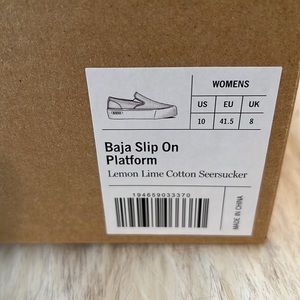 WOMENS
US EU UK
10 41.5 8
Baja Slip On
Platform
Lemon Lime Cotton Seersucker
194659033370
MADE IN CHINA